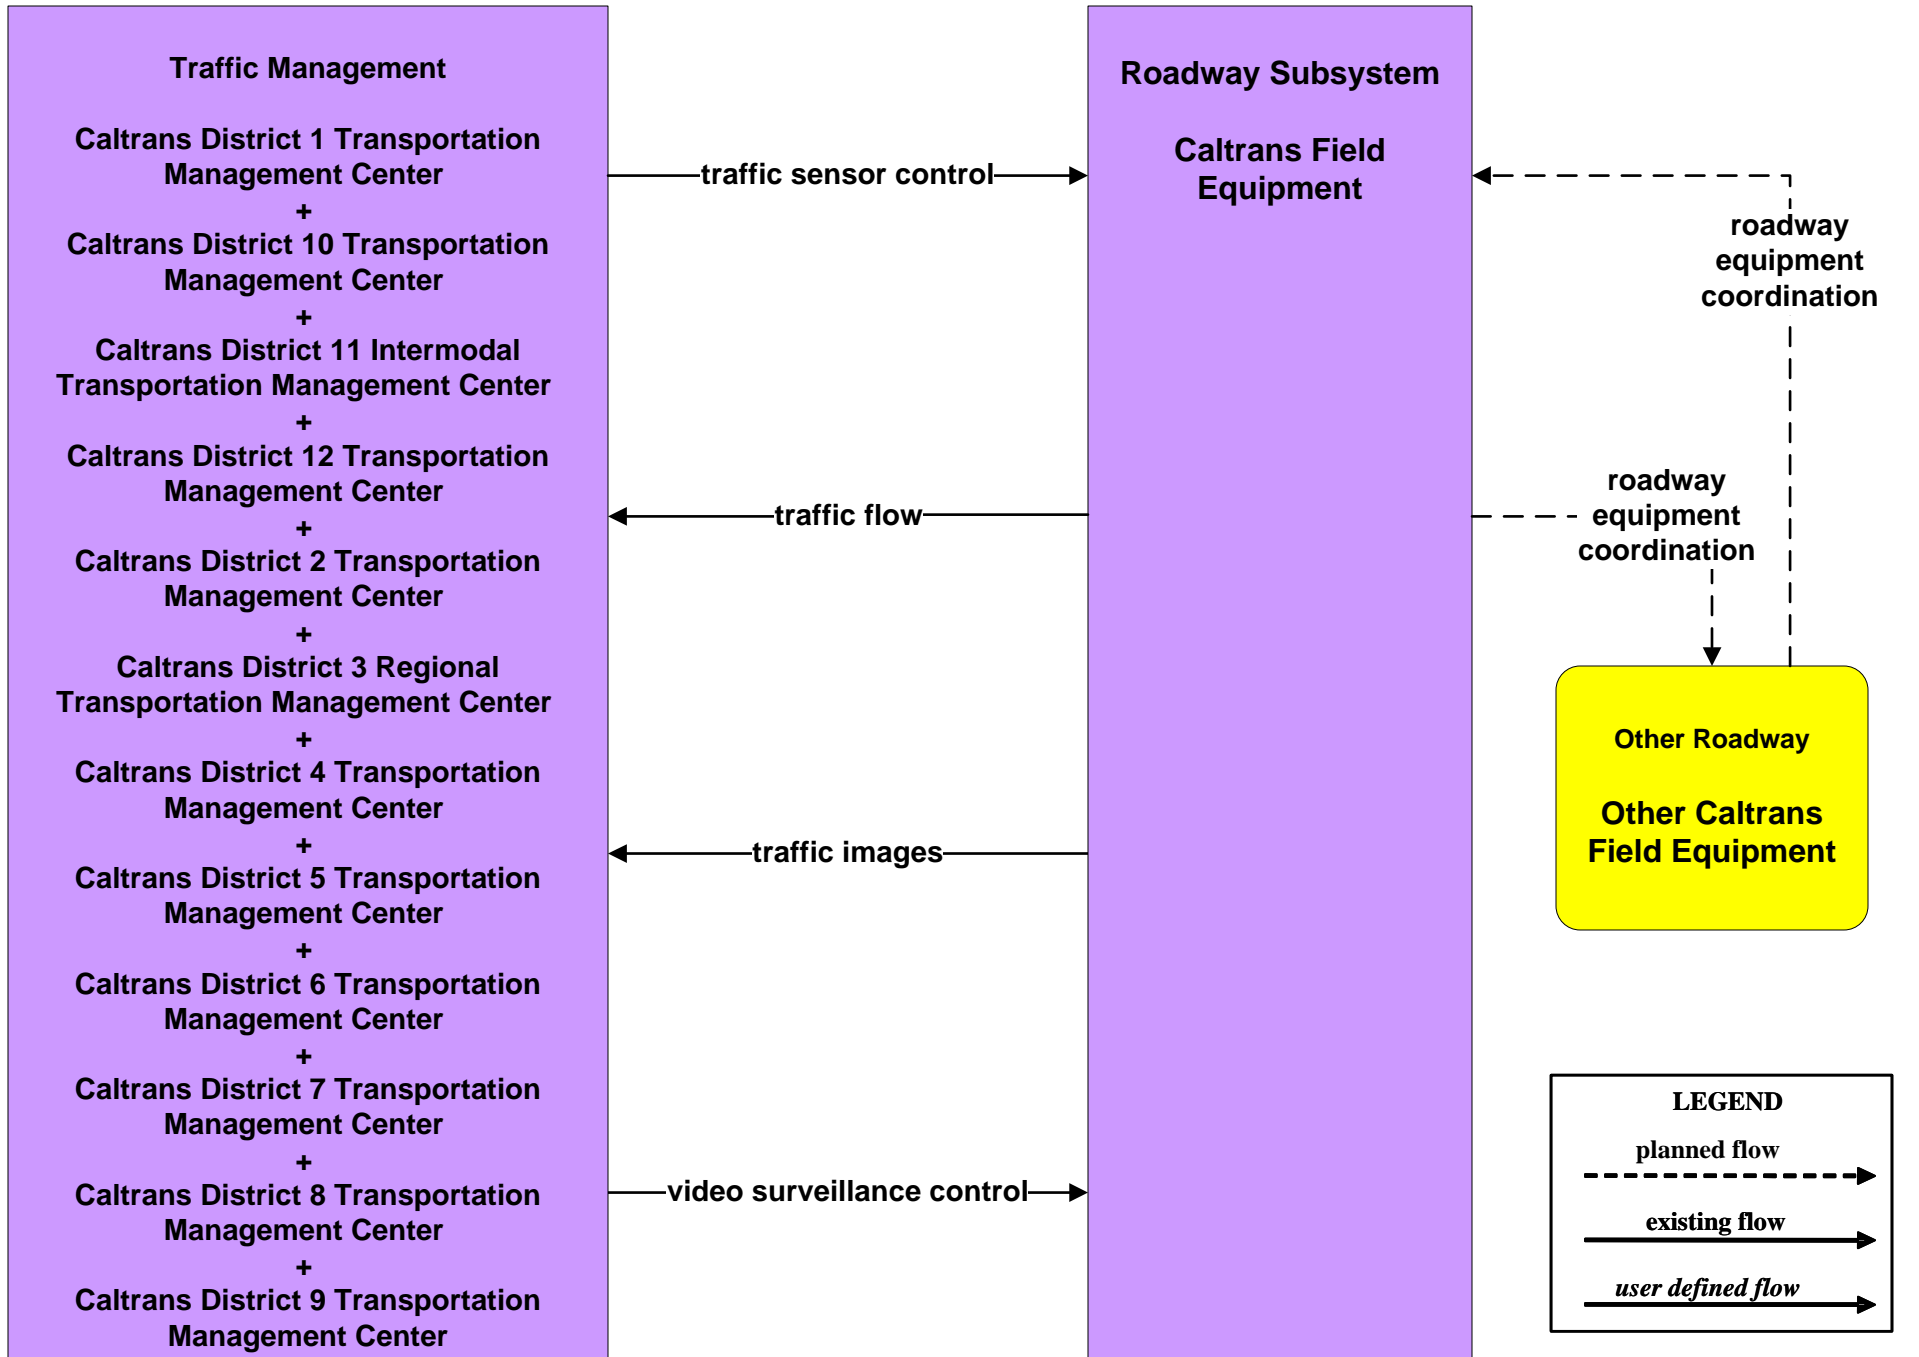 Traffic Management
Caltrans District 1 Transportation
Management Center
+
Caltrans District 10 Transportation
Management Center
+
Caltrans District 11 Intermodal
Transportation Management Center
+
Caltrans District 12 Transportation
Management Center
+
Caltrans District 2 Transportation
Management Center
+
Caltrans District 3 Regional
Transportation Management Center
+
Caltrans District 4 Transportation
Management Center
+
Caltrans District 5 Transportation
Management Center
+
Caltrans District 6 Transportation
Management Center
+
Caltrans District 7 Transportation
Management Center
+
Caltrans District 8 Transportation
Management Center
+
Caltrans District 9 Transportation
Management Center
traffic sensor control
traffic flow
traffic images
video surveillance control
Roadway Subsystem
Caltrans Field
Equipment
roadway
equipment
coordination
roadway
equipment
coordination
Other Roadway
Other Caltrans
Field Equipment
LEGEND
planned flow
existing flow
user defined flow